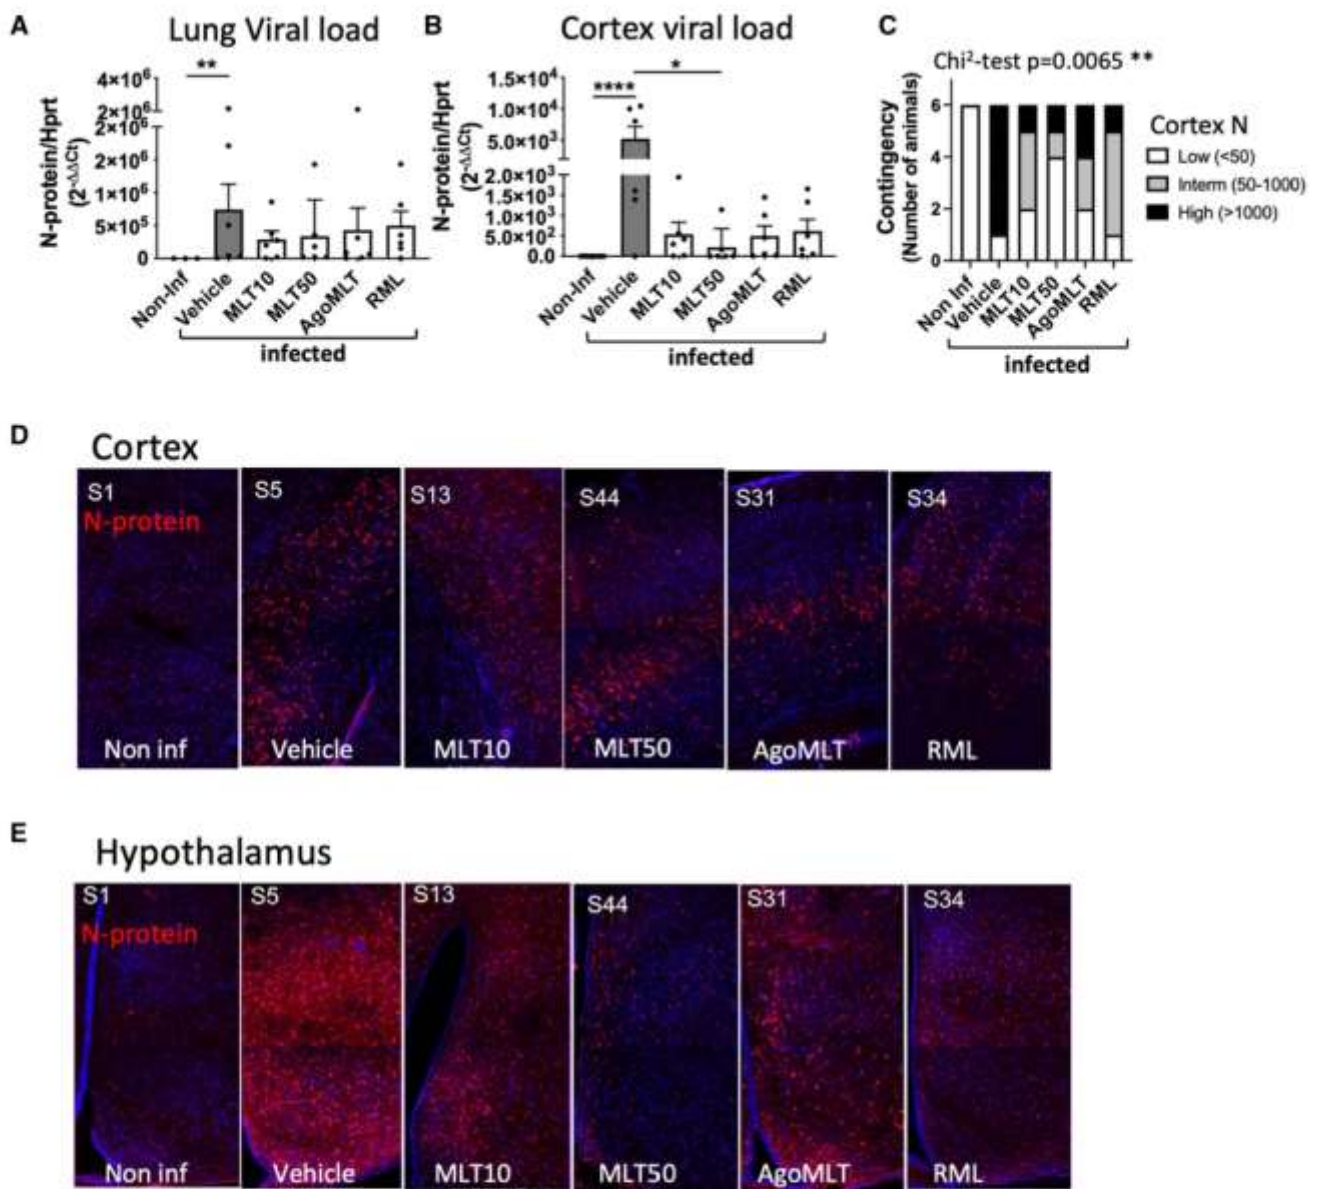 A
Lung Viral load
N-protein/Hprt
(2^-ΔΔCt)
4×10⁶
2×10⁶
2×10⁶
2×10⁶
1×10⁶
5×10⁵
0
**
Non-Inf
Vehicle
MLT10
MLT50
AgoMLT
RML
infected
B
Cortex viral load
N-protein/Hprt
(2^-ΔΔCt)
1.5×10⁴
1.0×10⁴
5.0×10³
2.0×10³
2.0×10³
1.0×10³
5.0×10²
0.0
****
*
Non-Inf
Vehicle
MLT10
MLT50
AgoMLT
RML
infected
C
Chi²-test p=0.0065 **
Contingency
(Number of animals)
6
4
2
0
Non Inf
Vehicle
MLT10
MLT50
AgoMLT
RML
infected
Cortex N
Low (<50)
Interm (50-1000)
High (>1000)
D
Cortex
S1
N-protein
Non inf
S5
Vehicle
S13
MLT10
S44
MLT50
S31
AgoMLT
S34
RML
E
Hypothalamus
S1
N-protein
Non inf
S5
Vehicle
S13
MLT10
S44
MLT50
S31
AgoMLT
S34
RML